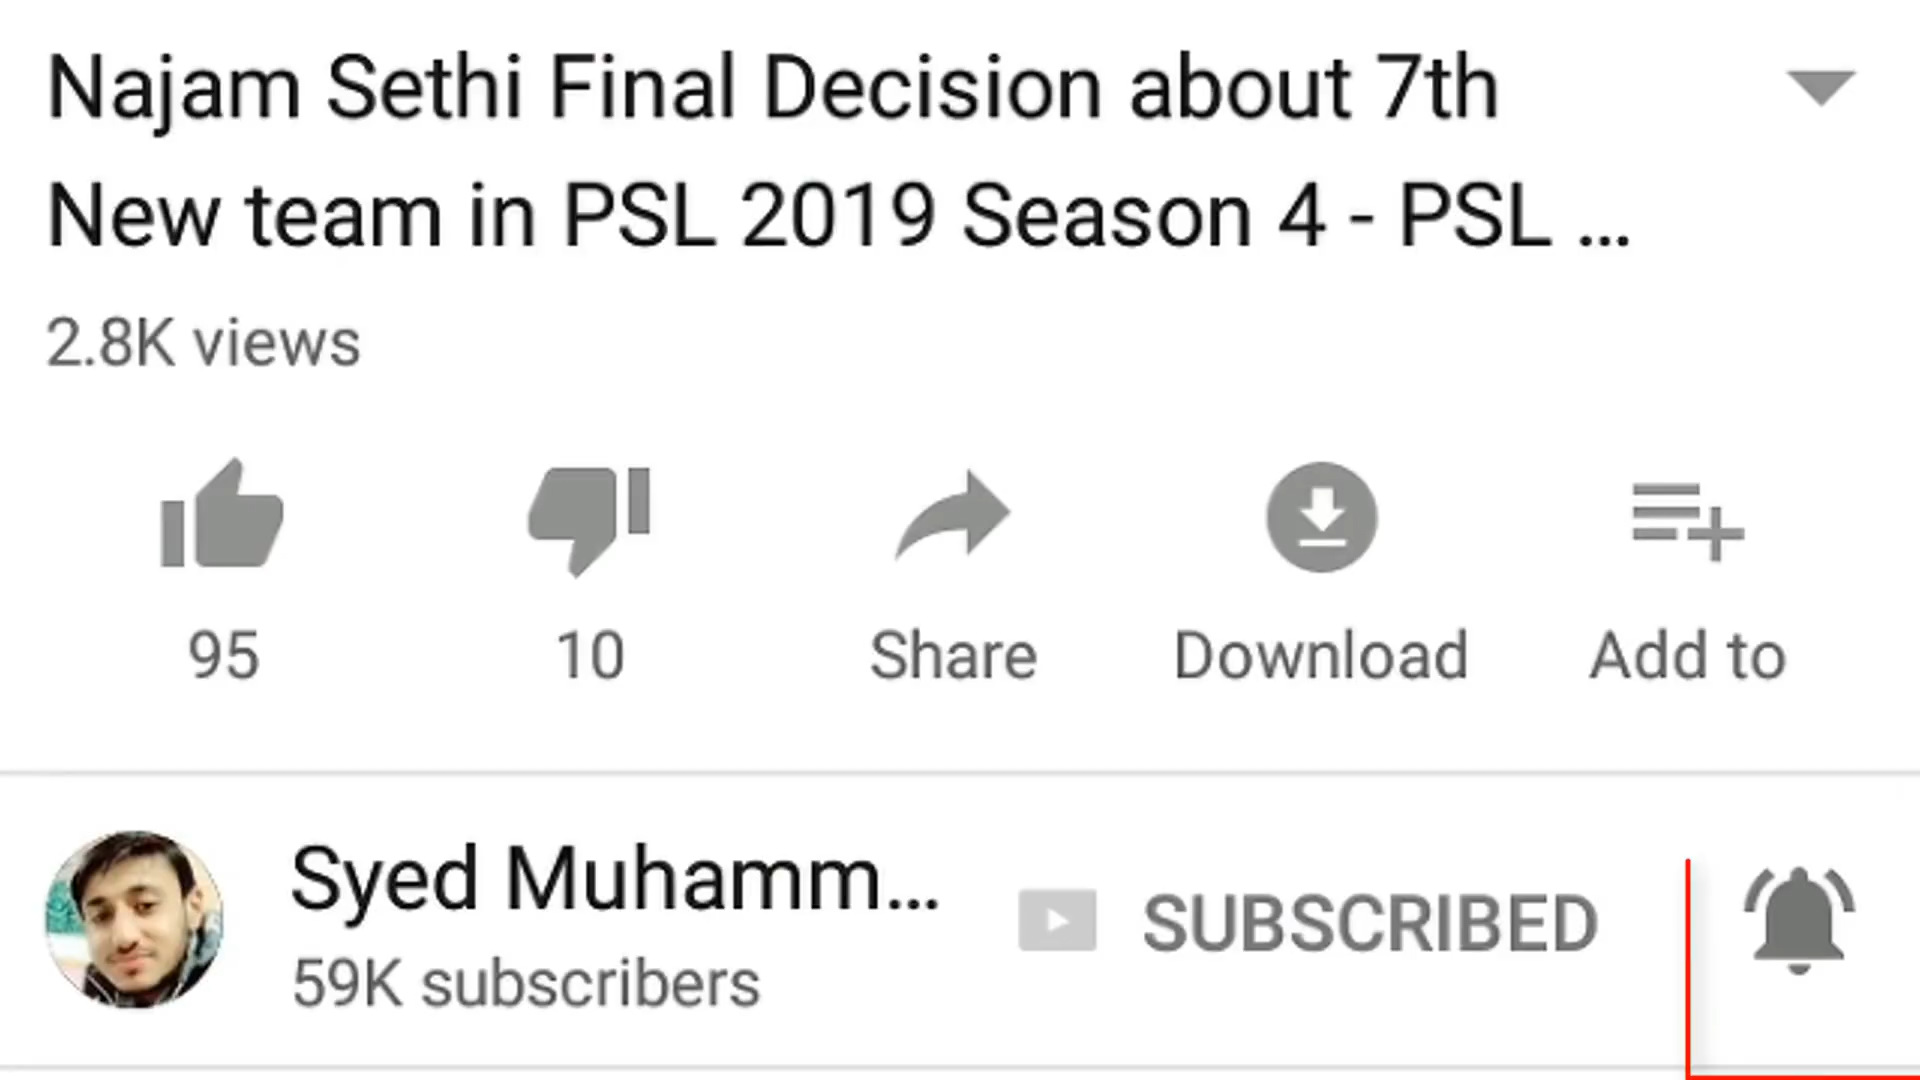 Najam Sethi Final Decision about 7th
New team in PSL 2019 Season 4 - PSL ...
2.8K views
95 10 Share Download Add to
Syed Muhamm... SUBSCRIBED
59K subscribers